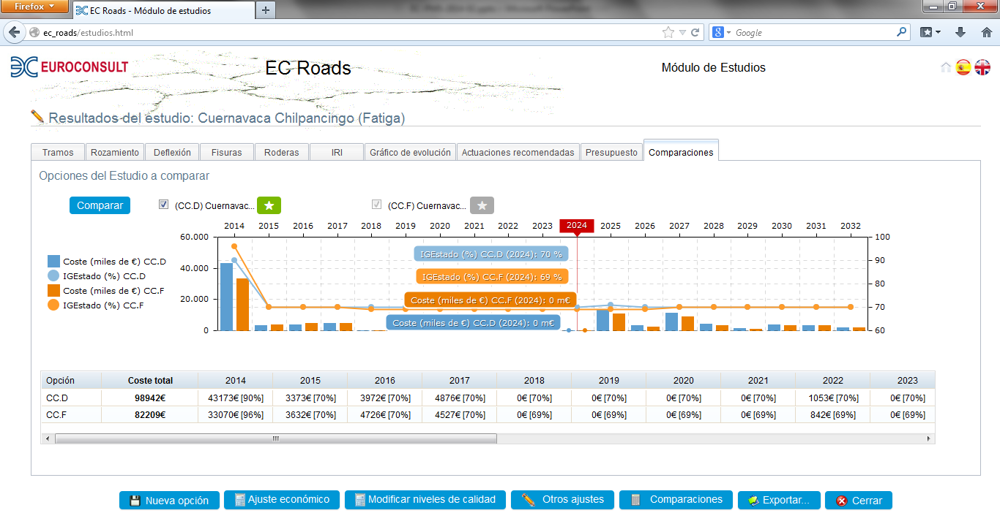 Firefox
EC Roads - Módulo de estudios
ec_roads/estudios.html
Google
EUROCONSULT
EC Roads
Módulo de Estudios
Resultados del estudio: Cuernavaca Chilpancingo (Fatiga)
Tramos Rozamiento Deflexión Fisuras Roderas IRI Gráfico de evolución Actuaciones recomendadas Presupuesto Comparaciones
Opciones del Estudio a comparar
Comparar (CC.D) Cuernavac... (CC.F) Cuernavac...
2014 2015 2016 2017 2018 2019 2020 2021 2022 2023 2024 2025 2026 2027 2028 2029 2030 2031 2032
60.000 100
IGEstado (%) CC.D (2024): 70 %
Coste (miles de €) CC.D 90
40.000
IGEstado (%) CC.D IGEstado (%) CC.F (2024): 69 % 80
Coste (miles de €) CC.F
20.000 Coste (miles de €) CC.F (2024): 0 m€
IGEstado (%) CC.F 70
Coste (miles de €) CC.D (2024): 0 m€
0 60
Opción Coste total 2014 2015 2016 2017 2018 2019 2020 2021 2022 2023
CC.D 98942€ 43173€ [90%] 3373€ [70%] 3972€ [70%] 4876€ [70%] 0€ [70%] 0€ [70%] 0€ [70%] 0€ [70%] 1053€ [70%] 0€ [70%]
CC.F 82209€ 33070€ [96%] 3632€ [70%] 4726€ [70%] 4527€ [70%] 0€ [69%] 0€ [69%] 0€ [69%] 0€ [69%] 842€ [69%] 0€ [69%]
Nueva opción Ajuste económico Modificar niveles de calidad Otros ajustes Comparaciones Exportar... Cerrar